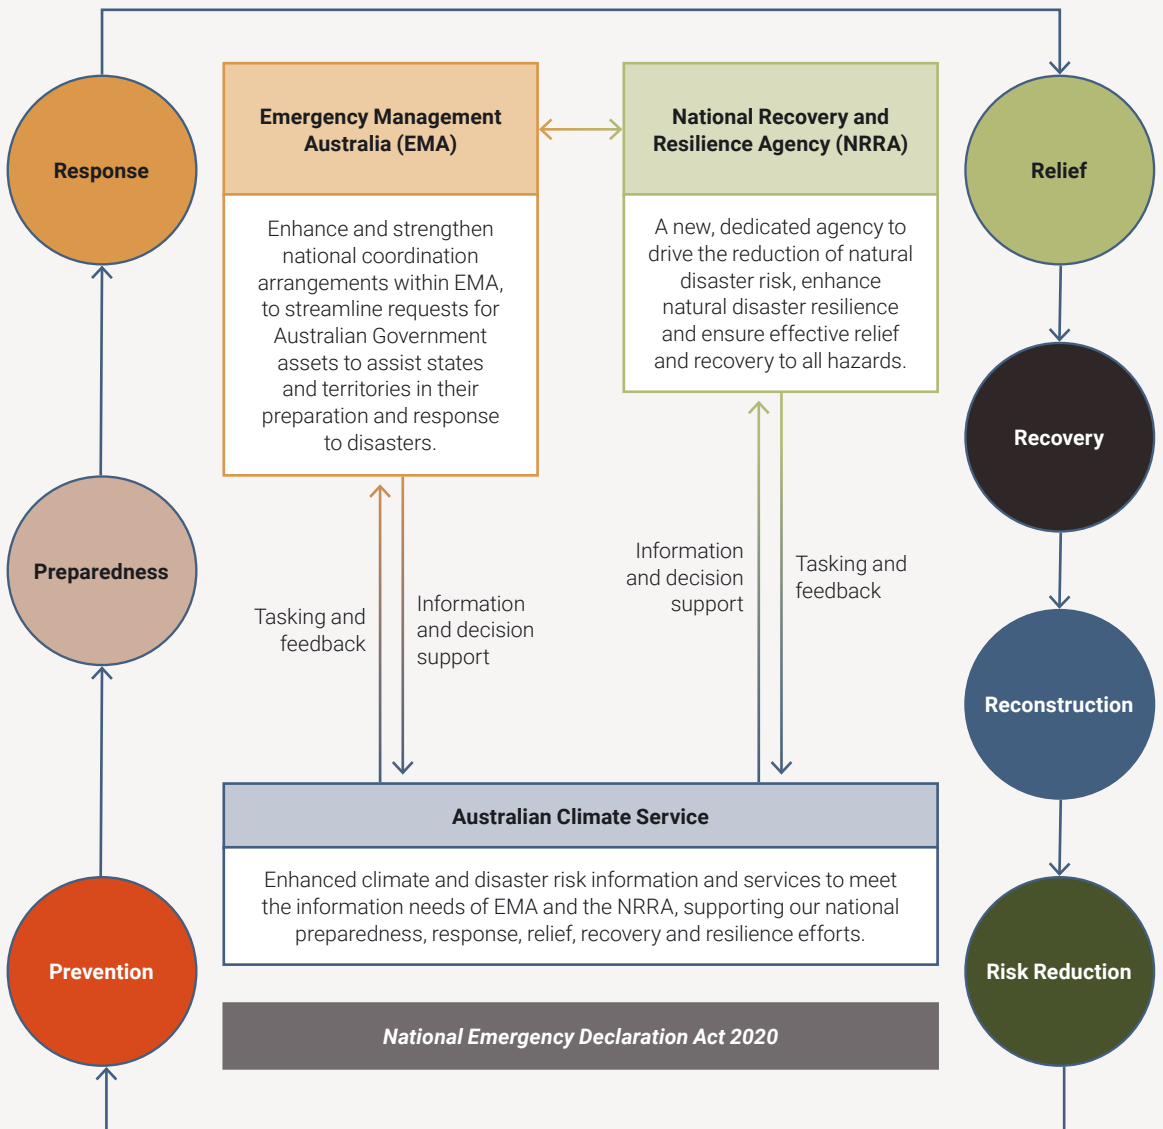 Response
Emergency Management
Australia (EMA)
National Recovery and
Resilience Agency (NRRA)
Relief
Enhance and strengthen
national coordination
arrangements within EMA,
to streamline requests for
Australian Government
assets to assist states
and territories in their
preparation and response
to disasters.
A new, dedicated agency to
drive the reduction of natural
disaster risk, enhance
natural disaster resilience
and ensure effective relief
and recovery to all hazards.
Recovery
Preparedness
Tasking and
feedback
Information
and decision
support
Information
and decision
support
Tasking and
feedback
Reconstruction
Australian Climate Service
Enhanced climate and disaster risk information and services to meet
the information needs of EMA and the NRRA, supporting our national
preparedness, response, relief, recovery and resilience efforts.
Prevention
Risk Reduction
National Emergency Declaration Act 2020